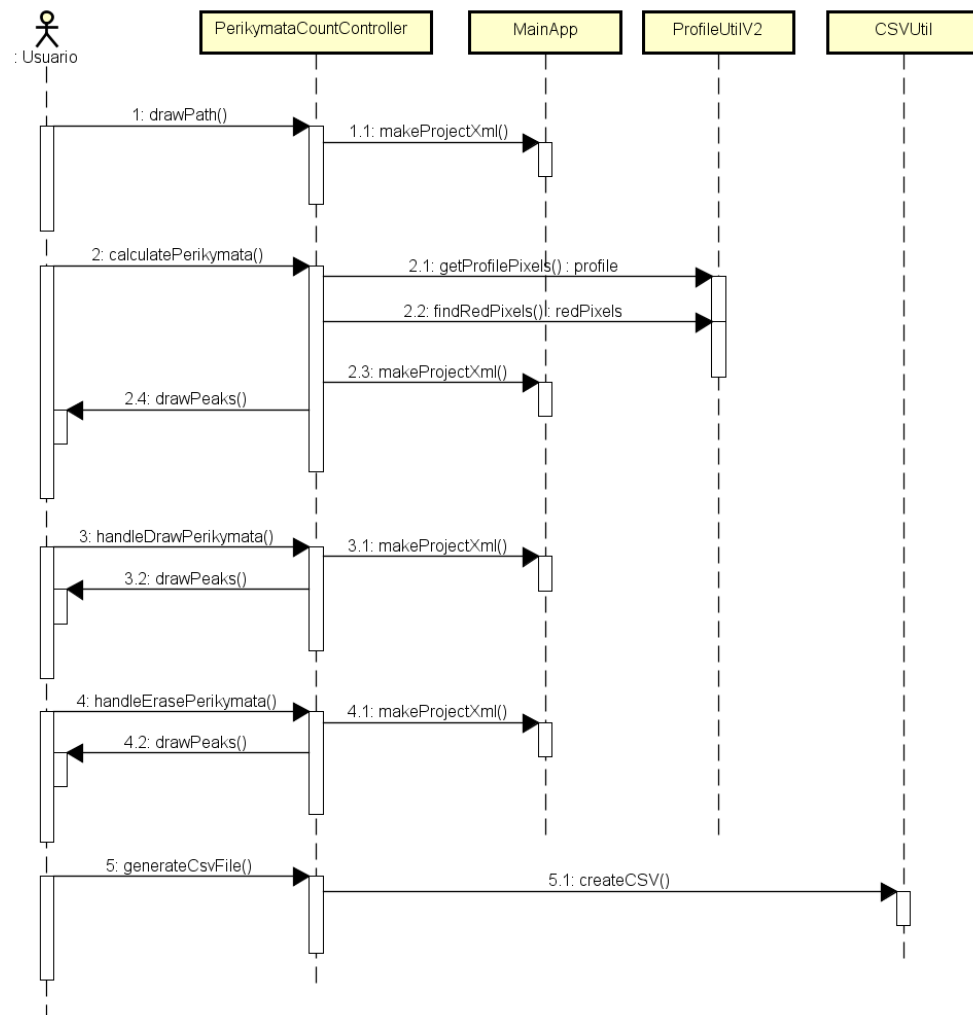 : Usuario
PerikymataCountController
MainApp
ProfileUtilV2
CSVUtil
1: drawPath()
1.1: makeProjectXml()
2: calculatePerikymata()
2.1: getProfilePixels() : profile
2.2: findRedPixels() : redPixels
2.3: makeProjectXml()
2.4: drawPeaks()
3: handleDrawPerikymata()
3.1: makeProjectXml()
3.2: drawPeaks()
4: handleErasePerikymata()
4.1: makeProjectXml()
4.2: drawPeaks()
5: generateCsvFile()
5.1: createCSV()